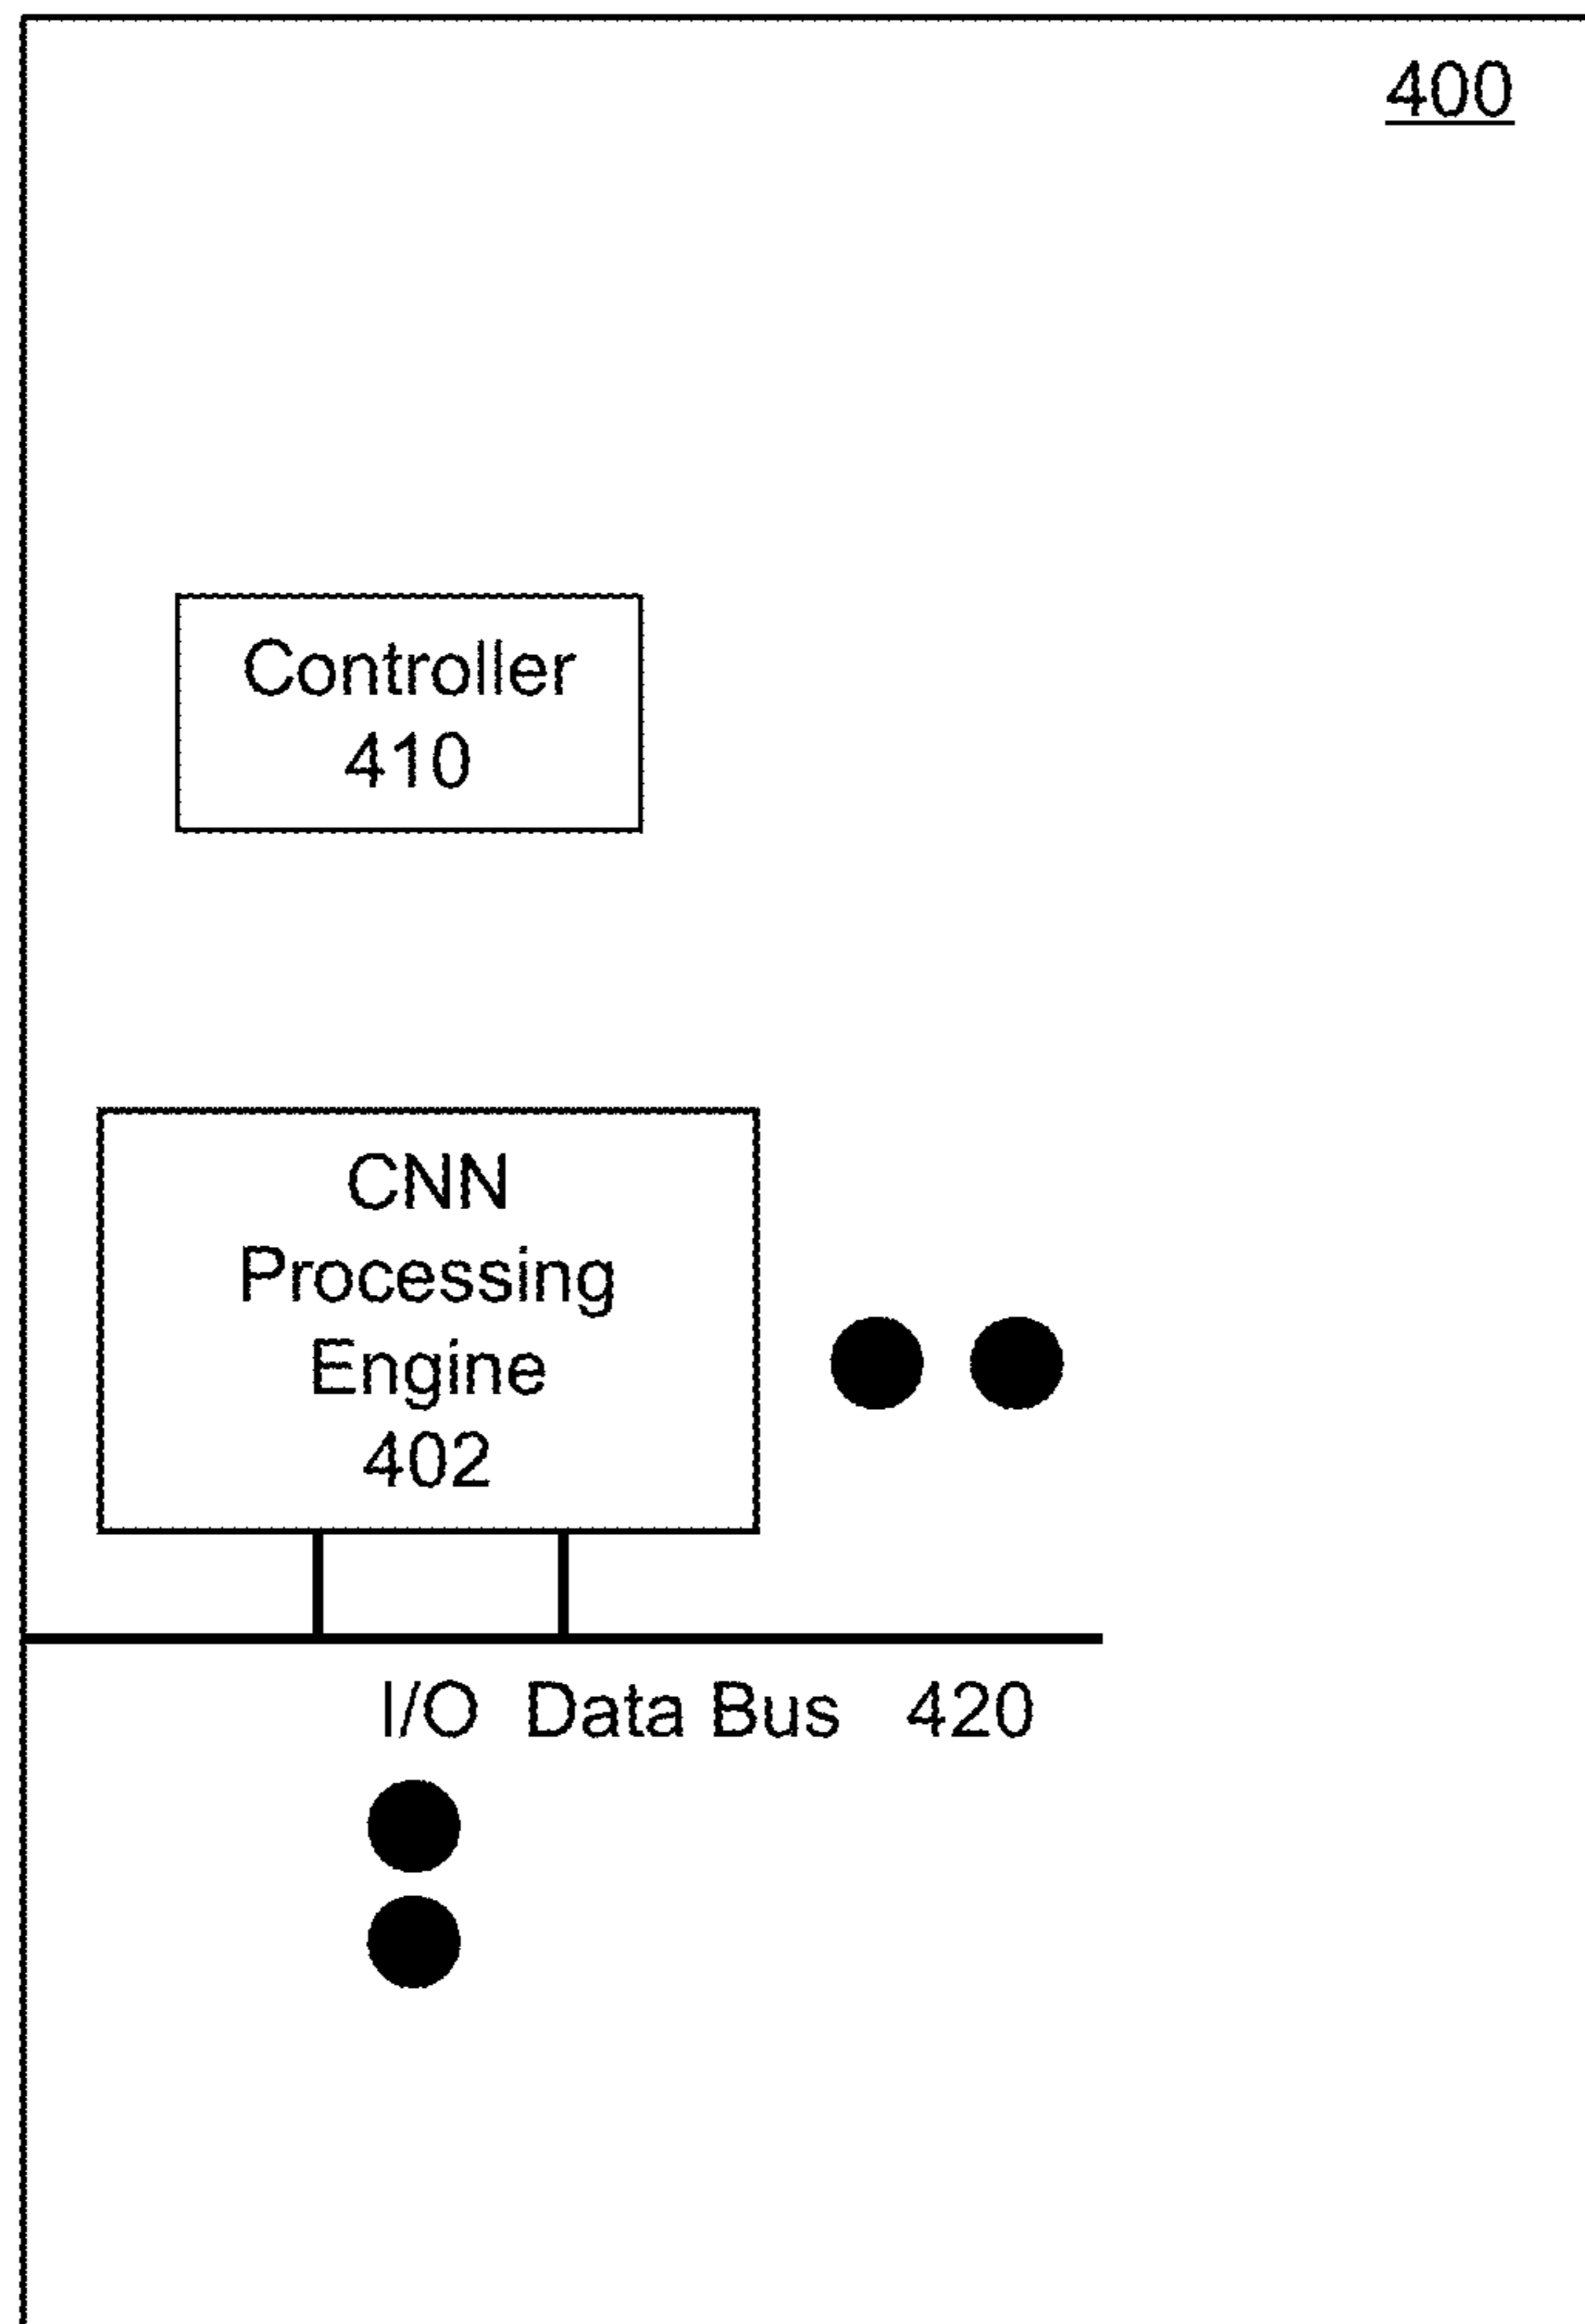 400
Controller
410
CNN
Processing
Engine
402
I/O Data Bus 420